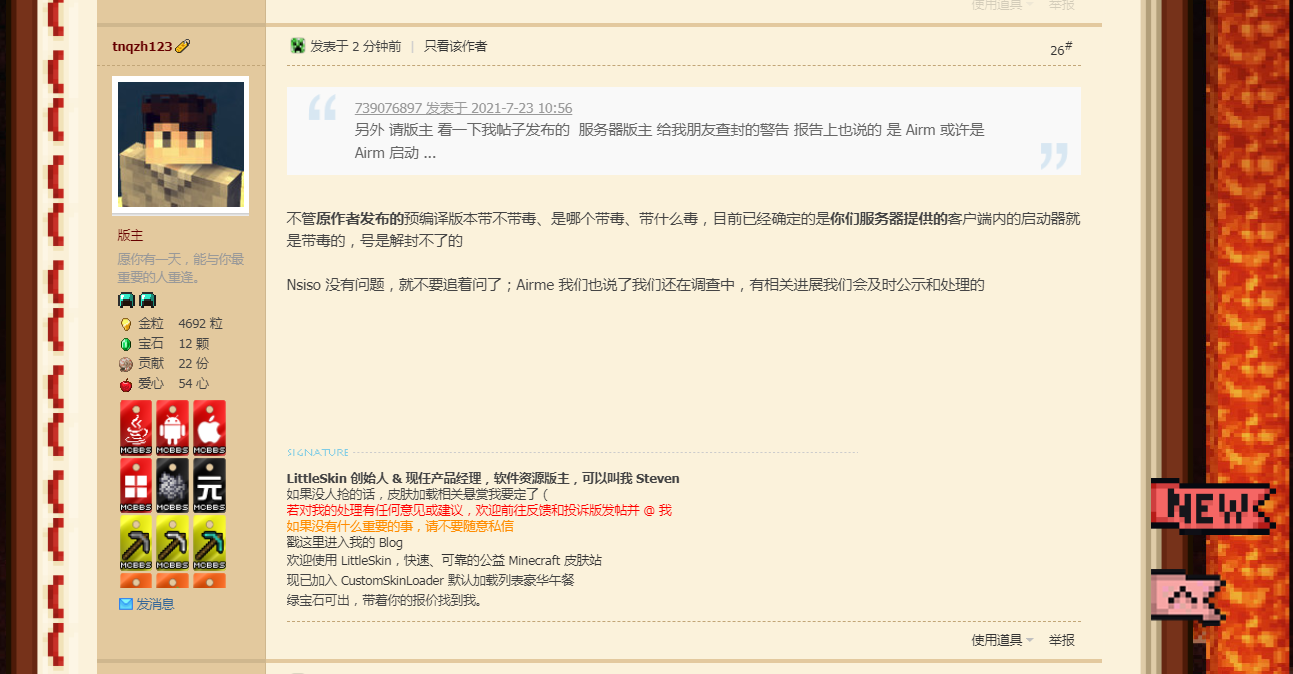 使用道具 举报
tnqzh123
发表于 2 分钟前 | 只看该作者
26#
739076897 发表于 2021-7-23 10:56
另外 请版主 看一下我帖子发布的  服务器版主 给我朋友查封的警告 报告上也说的 是 Airm 或许是
Airm 启动 ...
不管原作者发布的预编译版本带不带毒、是哪个带毒、带什么毒，目前已经确定的是你们服务器提供的客户端内的启动器就
是带毒的，号是解封不了的
Nsiso 没有问题，就不要追着问了；Airme 我们也说了我们还在调查中，有相关进展我们会及时公示和处理的
版主
愿你有一天，能与你最
重要的人重逢。
金粒 4692 粒
宝石 12 颗
贡献 22 份
爱心 54 心
MCBBS MCBBS MCBBS
MCBBS MCBBS 元 MCBBS
MCBBS MCBBS MCBBS
发消息
SIGNATURE
LittleSkin 创始人 & 现任产品经理，软件资源版主，可以叫我 Steven
如果没人抢的话，皮肤加载相关悬赏我要定了 (
若对我的处理有任何意见或建议，欢迎前往反馈和投诉版发帖并 @ 我
如果没有什么重要的事，请不要随意私信
戳这里进入我的 Blog
欢迎使用 LittleSkin，快速、可靠的公益 Minecraft 皮肤站
现已加入 CustomSkinLoader 默认加载列表豪华午餐
绿宝石可出，带着你的报价找到我。
使用道具 举报
NEW